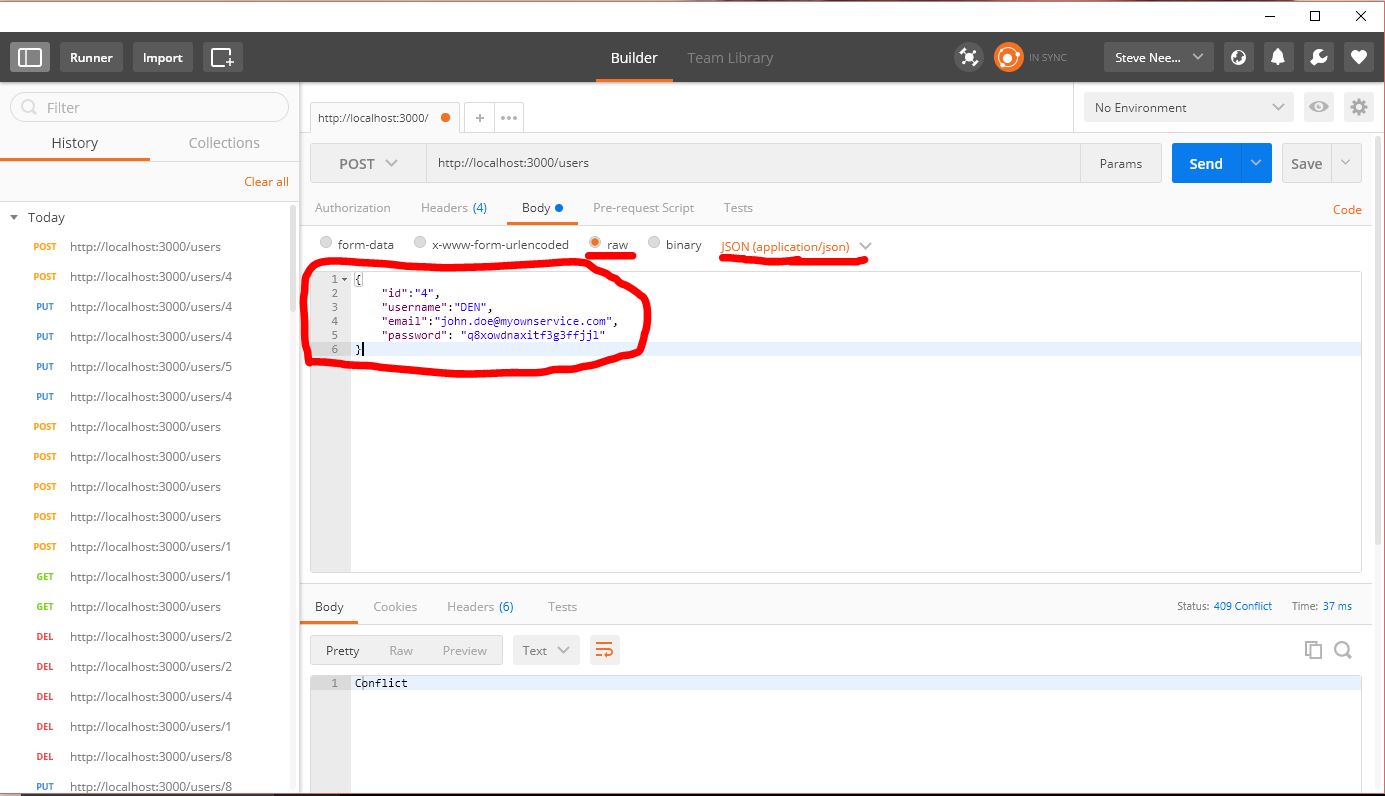 Runner Import Builder Team Library IN SYNC Steve Nee...
Filter
History Collections
Clear all
Today
POST http://localhost:3000/users
POST http://localhost:3000/users/4
PUT http://localhost:3000/users/4
PUT http://localhost:3000/users/4
PUT http://localhost:3000/users/5
PUT http://localhost:3000/users/4
POST http://localhost:3000/users
POST http://localhost:3000/users
POST http://localhost:3000/users
POST http://localhost:3000/users
POST http://localhost:3000/users/1
GET http://localhost:3000/users/1
GET http://localhost:3000/users
DEL http://localhost:3000/users/2
DEL http://localhost:3000/users/2
DEL http://localhost:3000/users/4
DEL http://localhost:3000/users/1
DEL http://localhost:3000/users/8
PUT http://localhost:3000/users/8
http://localhost:3000/ + ••• No Environment
POST http://localhost:3000/users Params Send Save
Authorization Headers (4) Body Pre-request Script Tests Code
form-data x-www-form-urlencoded raw binary JSON (application/json)
1 {
2 "id":"4",
3 "username":"DEN",
4 "email":"john.doe@myownservice.com",
5 "password": "q8xowdnaxitf3g3ffjjl"
6 }
Body Cookies Headers (6) Tests Status: 409 Conflict Time: 37 ms
Pretty Raw Preview Text
1 Conflict